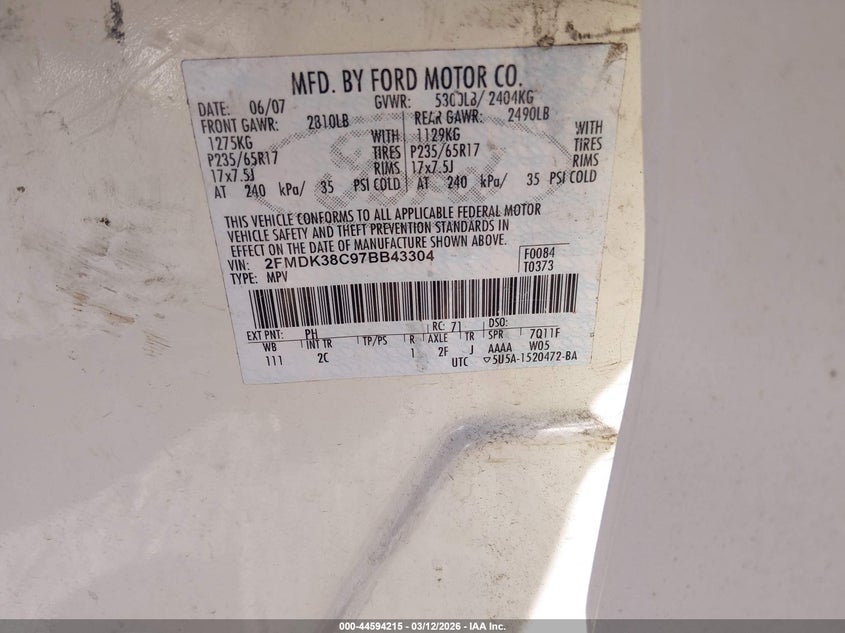 MFD. BY FORD MOTOR CO.
DATE: 06/07 GVWR: 5300LB/ 2404KG
FRONT GAWR: 2810LB REAR GAWR: 2490LB
1275KG WITH 1129KG WITH
P235/65R17 TIRES P235/65R17 TIRES
17x7.5J RIMS 17x7.5J RIMS
AT 240 kPa/ 35 PSI COLD AT 240 kPa/ 35 PSI COLD
THIS VEHICLE CONFORMS TO ALL APPLICABLE FEDERAL MOTOR
VEHICLE SAFETY AND THEFT PREVENTION STANDARDS IN
EFFECT ON THE DATE OF MANUFACTURE SHOWN ABOVE.
VIN: 2FMDK38C97BB43304 F0084
TYPE: MPV T0373
EXT PNT: PH RC: 71 DSO:
WB INT TR TP/PS R AXLE TR SPR 7Q11F
111 2C 1 2F J AAAA W05
UTC ▽5U5A-1520472-BA
000-44594215 - 03/12/2026 - IAA Inc.